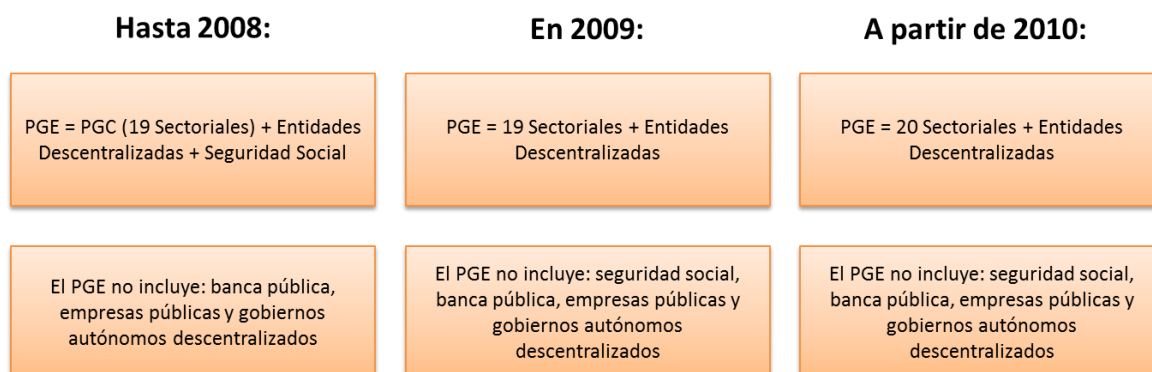 Hasta 2008:
En 2009:
A partir de 2010:
PGE = PGC (19 Sectoriales) + Entidades
Descentralizadas + Seguridad Social
PGE = 19 Sectoriales + Entidades
Descentralizadas
PGE = 20 Sectoriales + Entidades
Descentralizadas
El PGE no incluye: banca pública,
empresas públicas y gobiernos
autónomos descentralizados
El PGE no incluye: seguridad social,
banca pública, empresas públicas y
gobiernos autónomos
descentralizados
El PGE no incluye: seguridad social,
banca pública, empresas públicas y
gobiernos autónomos
descentralizados